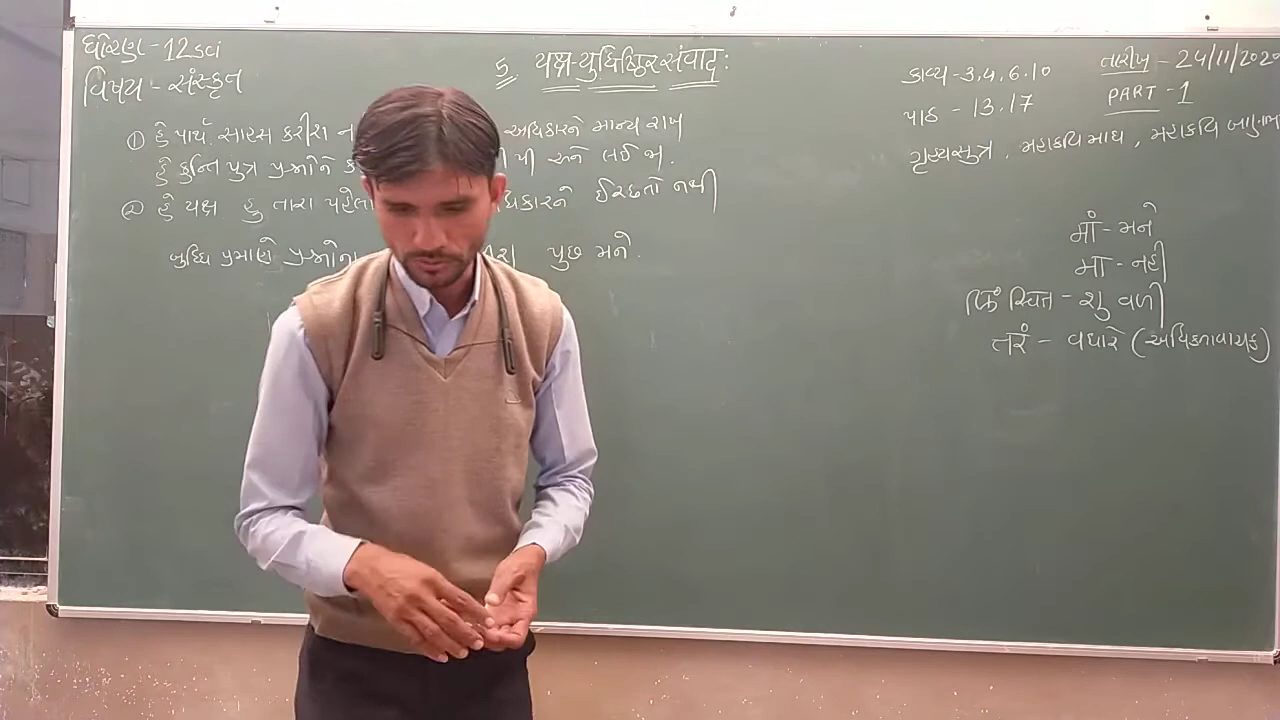 ધોરણ - 12 ડવાં
વિષય - સંસ્કૃત
5 यक्ष-युधिष्ठिर संवाद:
તારીખ - 24/11/2020
કાવ્ય - 3,4,6,10
PART - 1
પાઠ - 13,17
ગૃહ્યસુત્ર, મહાકવિ માઘ, મહાકવિ
① હે પાર્થ સાહસ કરીશ અધિકારને માન્ય રાખ
હે કુન્તિ પુત્ર પ્રશ્નોને પી અને લઈ જા.
② હે યક્ષ હુ તારા પહેલા ઈચ્છતો નથી
બુદ્ધિ પ્રમાણે પ્રશ્નોના પુછ મને.
માં - મને
મા - નહી
કિં સ્વિત - શુ વળી
તરં - વધારે (અધિકતાવાચક)